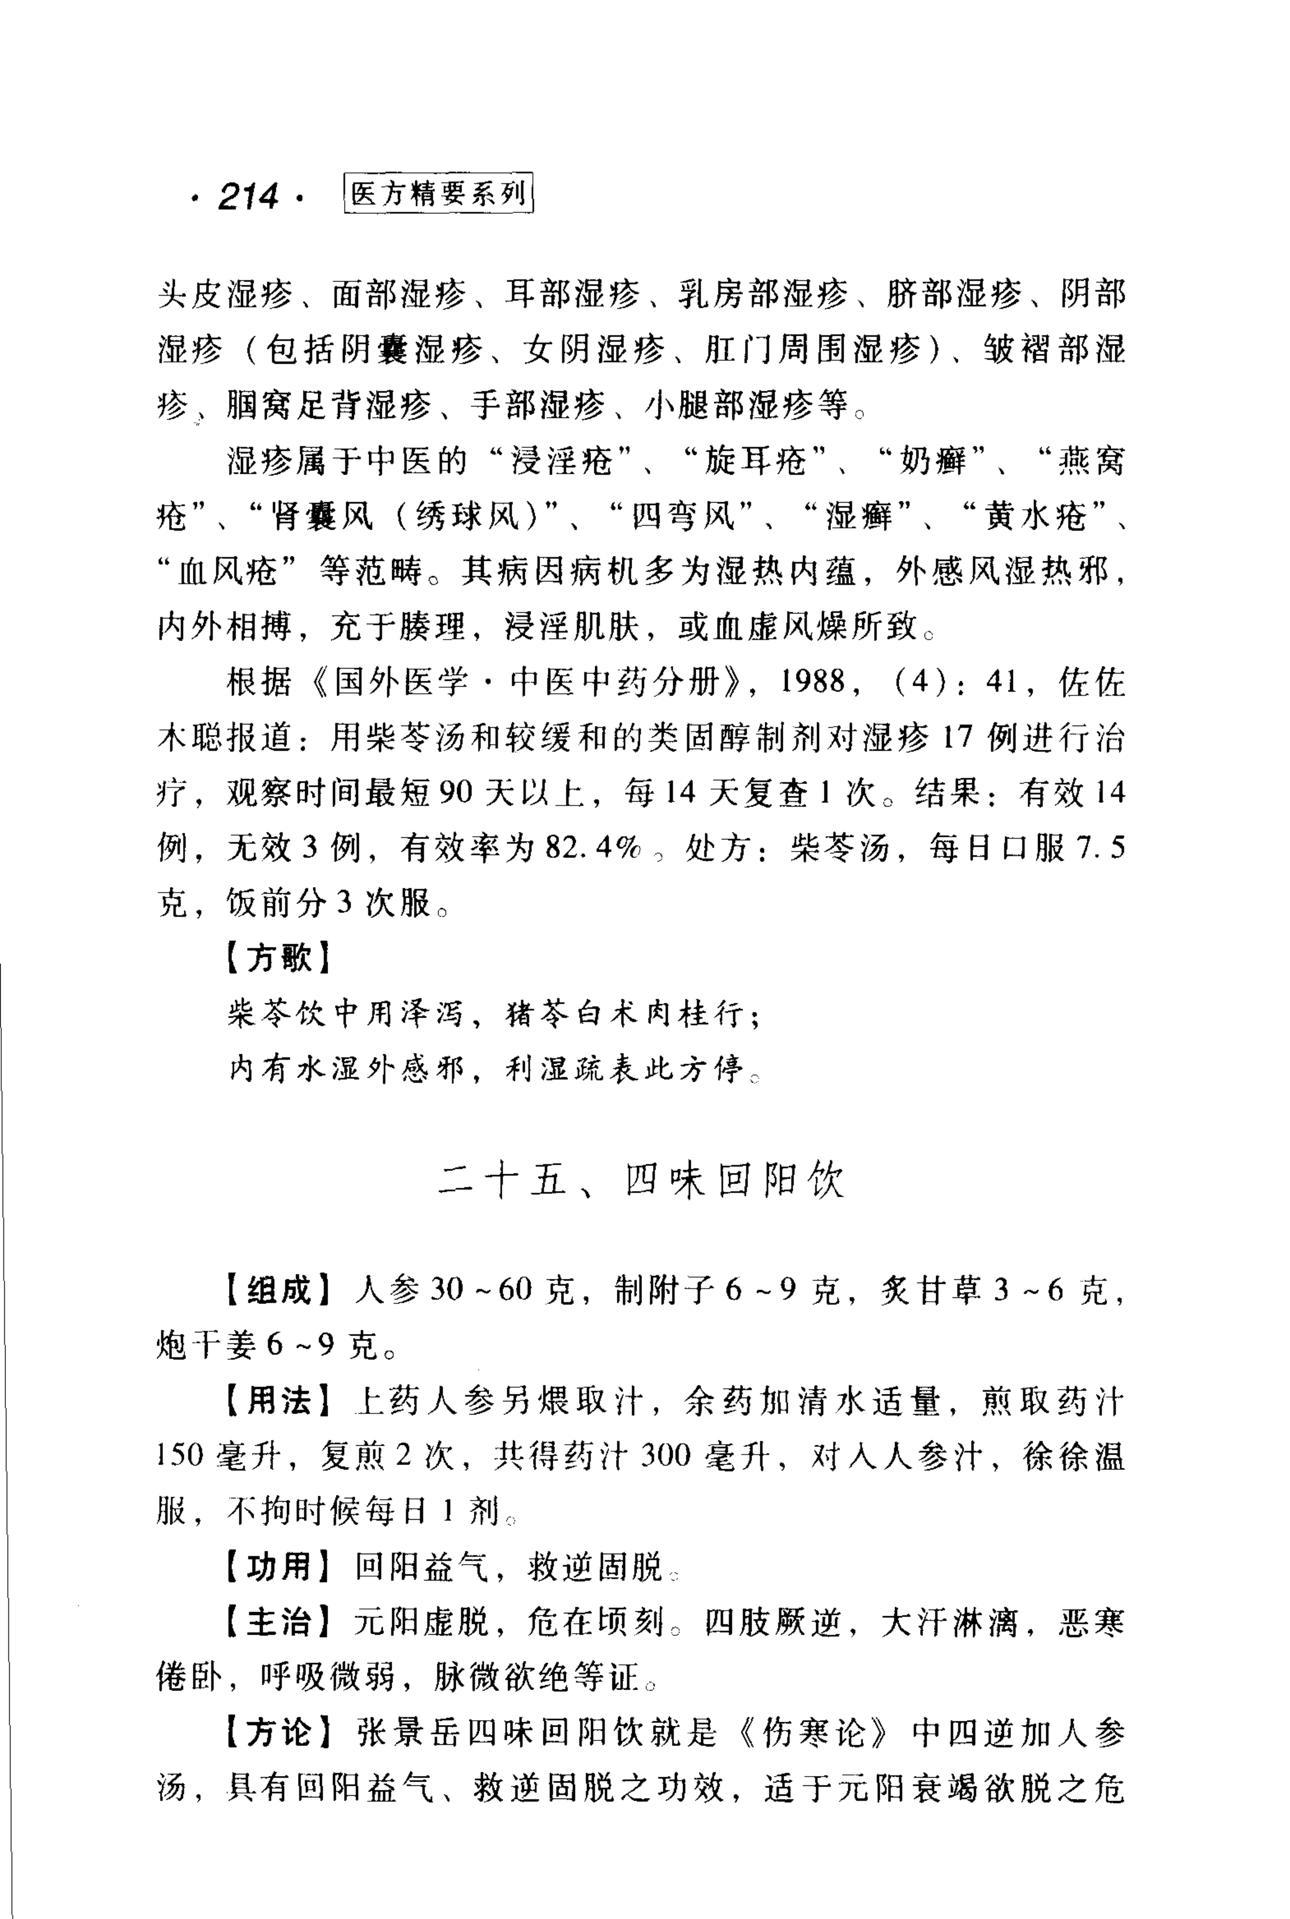 · 214 · 医方精要系列
头皮湿疹、面部湿疹、耳部湿疹、乳房部湿疹、脐部湿疹、阴部
湿疹（包括阴囊湿疹、女阴湿疹、肛门周围湿疹）、皱褶部湿
疹、腘窝足背湿疹、手部湿疹、小腿部湿疹等。
湿疹属于中医的“浸淫疮”、“旋耳疮”、“奶癣”、“燕窝
疮”、“肾囊风（绣球风）”、“四弯风”、“湿癣”、“黄水疮”、
“血风疮”等范畴。其病因病机多为湿热内蕴，外感风湿热邪，
内外相搏，充于腠理，浸淫肌肤，或血虚风燥所致。
根据《国外医学·中医中药分册》，1988，（4）：41，佐佐
木聪报道：用柴苓汤和较缓和的类固醇制剂对湿疹 17 例进行治
疗，观察时间最短 90 天以上，每 14 天复查 1 次。结果：有效 14
例，无效 3 例，有效率为 82.4%。处方：柴苓汤，每日口服 7.5
克，饭前分 3 次服。
【方歌】
柴苓饮中用泽泻，猪苓白术肉桂行；
内有水湿外感邪，利湿疏表此方停。
二十五、四味回阳饮
【组成】人参 30～60 克，制附子 6～9 克，炙甘草 3～6 克，
炮干姜 6～9 克。
【用法】上药人参另煨取汁，余药加清水适量，煎取药汁
150 毫升，复煎 2 次，共得药汁 300 毫升，对入人参汁，徐徐温
服，不拘时候每日 1 剂。
【功用】回阳益气，救逆固脱。
【主治】元阳虚脱，危在顷刻。四肢厥逆，大汗淋漓，恶寒
倦卧，呼吸微弱，脉微欲绝等证。
【方论】张景岳四味回阳饮就是《伤寒论》中四逆加人参
汤，具有回阳益气、救逆固脱之功效，适于元阳衰竭欲脱之危